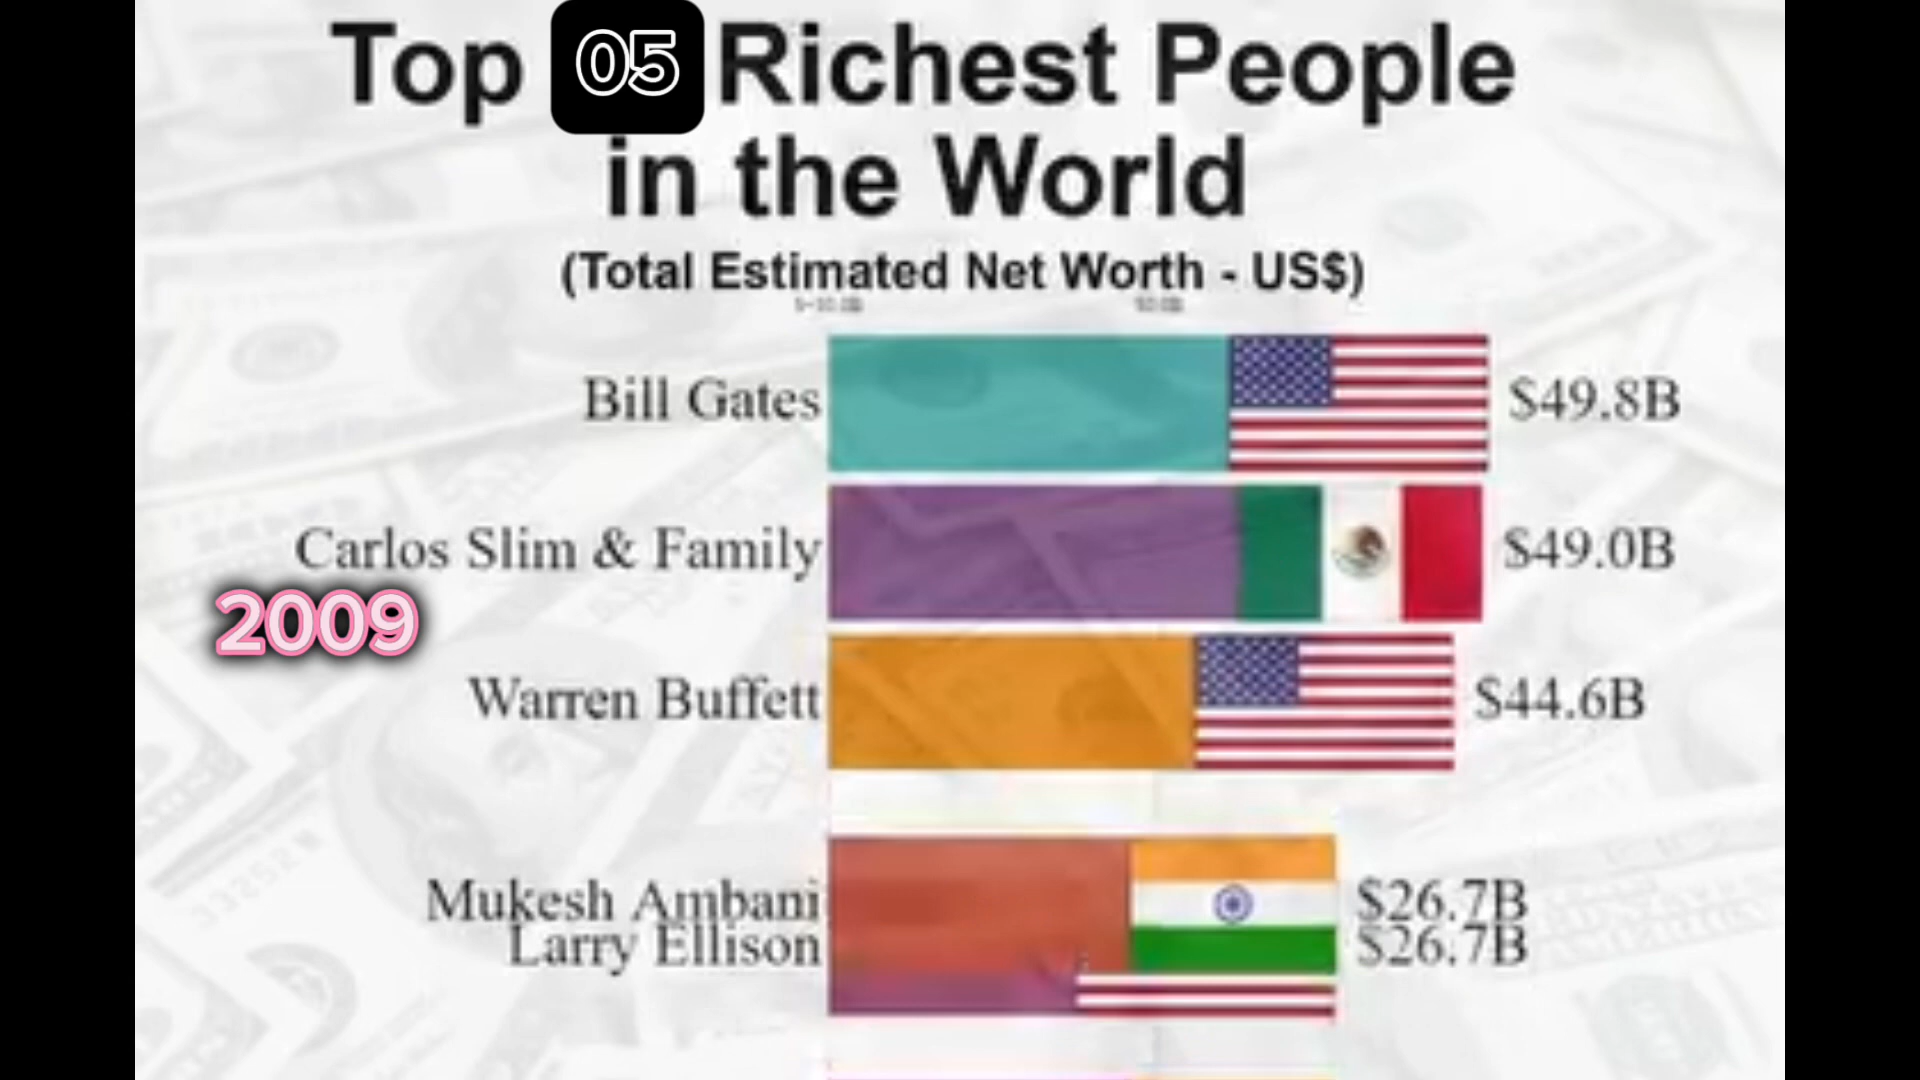 Top 05 Richest People
in the World
(Total Estimated Net Worth - US$)
Bill Gates $49.8B
Carlos Slim & Family $49.0B
2009
Warren Buffett $44.6B
Mukesh Ambani $26.7B
Larry Ellison $26.7B